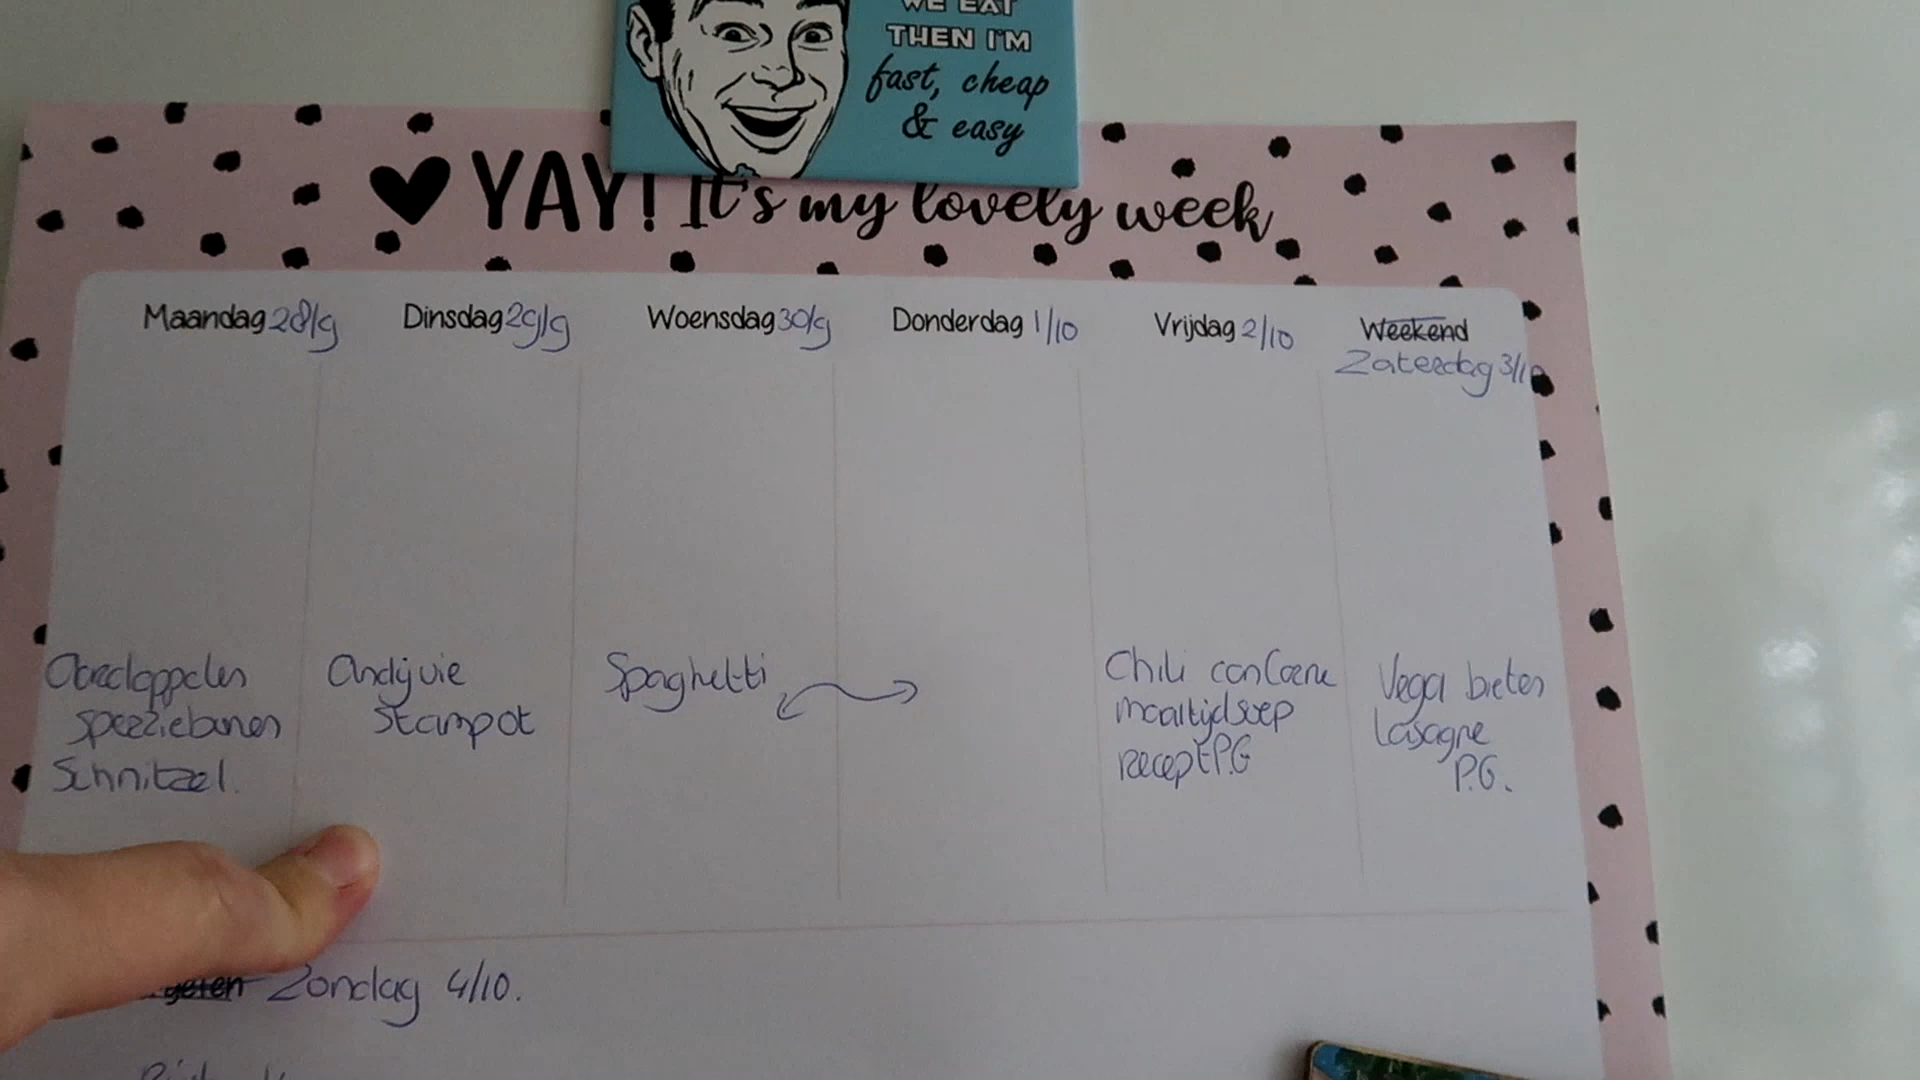 WE EAT
THEN I'M
fast, cheap
& easy
YAY! It's my lovely week
Maandag 28/9
Dinsdag 29/9
Woensdag 30/9
Donderdag 1/10
Vrijdag 2/10
Weekend
Zaterdag 3/10
Aardappelen
sperziebonen
Schnitzel.
Andijvie
Stampot
Spaghetti
Chili con Carne
maaltijdsoep
recept P.G
Vega bieten
lasagne
P.G.
Zondag 4/10.